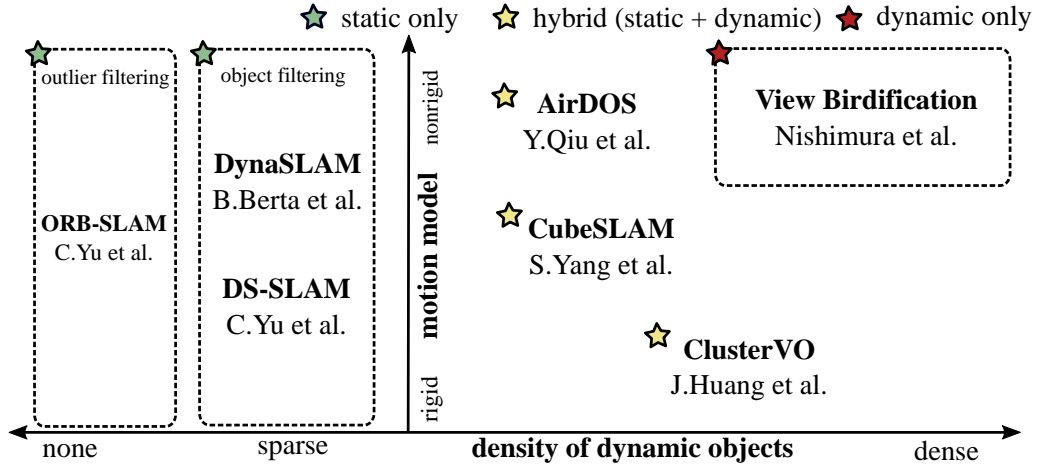 static only
hybrid (static + dynamic)
dynamic only
outlier filtering
object filtering
ORB-SLAM
C.Yu et al.
DynaSLAM
B.Berta et al.
DS-SLAM
C.Yu et al.
nonrigid
motion model
rigid
AirDOS
Y.Qiu et al.
View Birdification
Nishimura et al.
CubeSLAM
S.Yang et al.
ClusterVO
J.Huang et al.
none
sparse
density of dynamic objects
dense